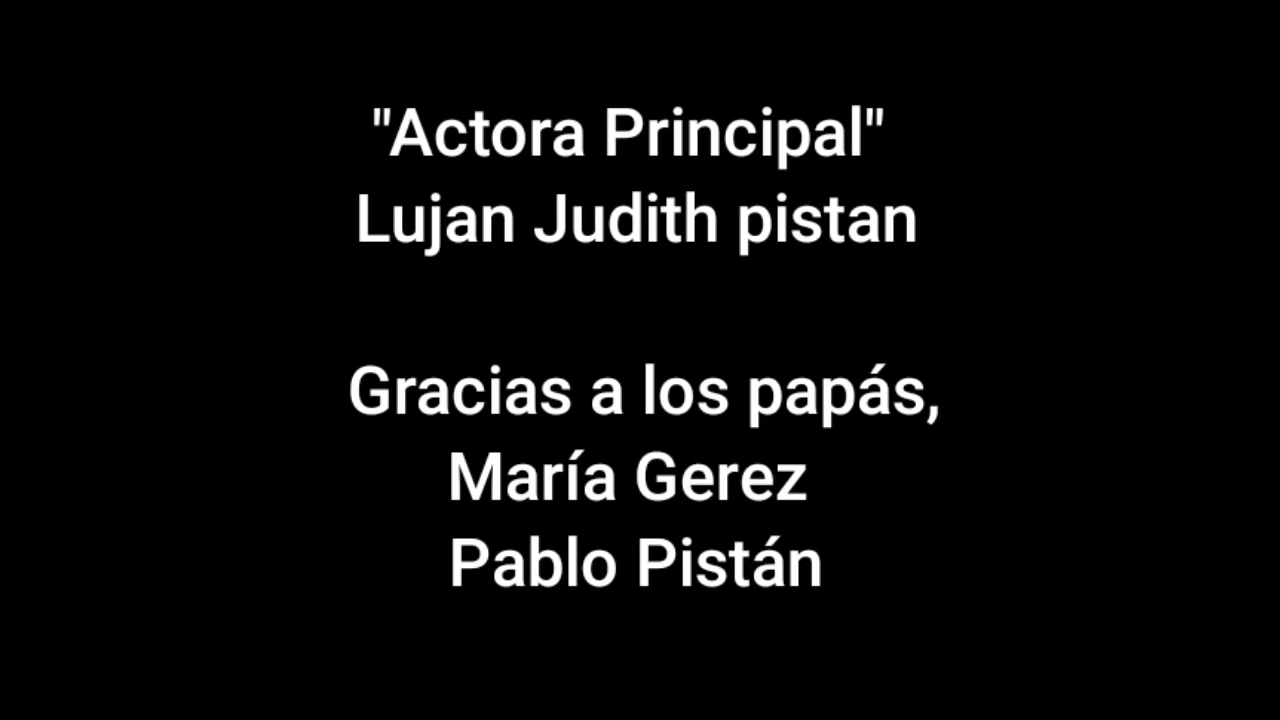 "Actora Principal"
Lujan Judith pistan
Gracias a los papás,
María Gerez
Pablo Pistán